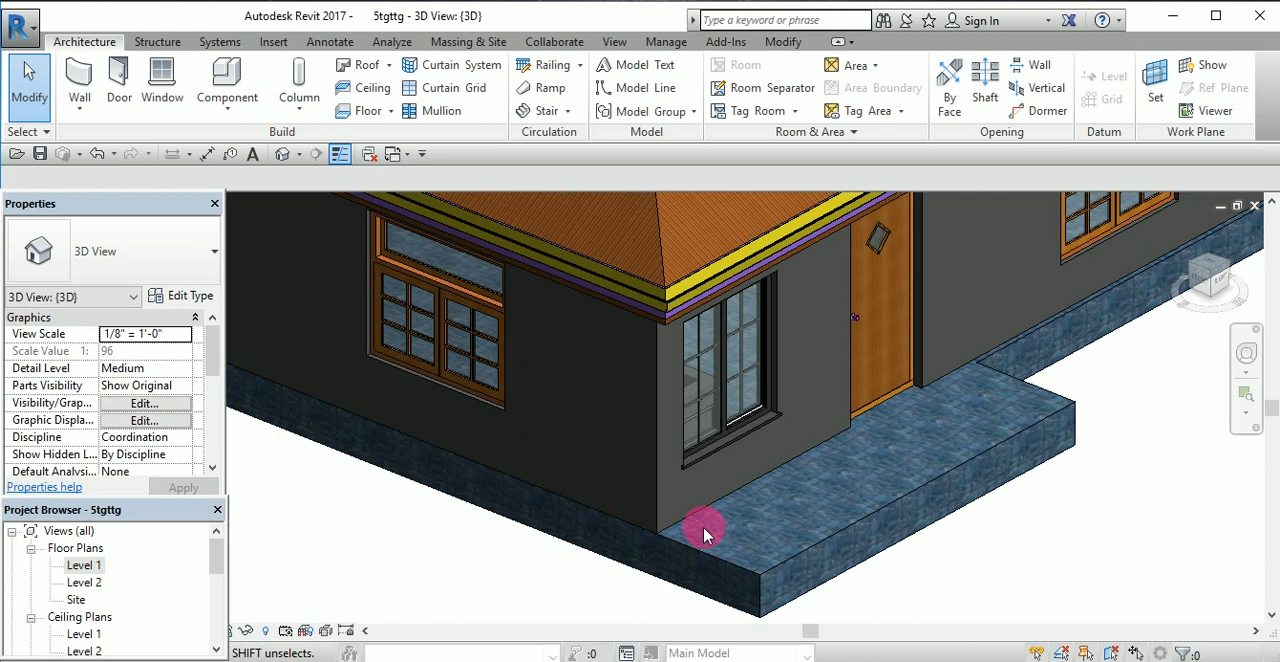 Autodesk Revit 2017 - 5tgttg - 3D View: {3D}
Type a keyword or phrase
Sign In
Architecture Structure Systems Insert Annotate Analyze Massing & Site Collaborate View Manage Add-Ins Modify
Modify
Wall
Door
Window
Component
Column
Roof
Ceiling
Floor
Curtain System
Curtain Grid
Mullion
Railing
Ramp
Stair
Model Text
Model Line
Model Group
Room
Room Separator
Tag Room
Area
Area Boundary
Tag Area
By
Face
Shaft
Wall
Vertical
Dormer
Level
Grid
Set
Show
Ref Plane
Viewer
Select
Build
Circulation
Model
Room & Area
Opening
Datum
Work Plane
Properties
3D View
3D View: {3D}
Edit Type
Graphics
View Scale 1/8" = 1'-0"
Scale Value 1: 96
Detail Level Medium
Parts Visibility Show Original
Visibility/Grap... Edit...
Graphic Displa... Edit...
Discipline Coordination
Show Hidden L... By Discipline
Default Analysi... None
Properties help
Apply
Project Browser - 5tgttg
Views (all)
Floor Plans
Level 1
Level 2
Site
Ceiling Plans
Level 1
Level 2
SHIFT unselects.
:0
Main Model
:0